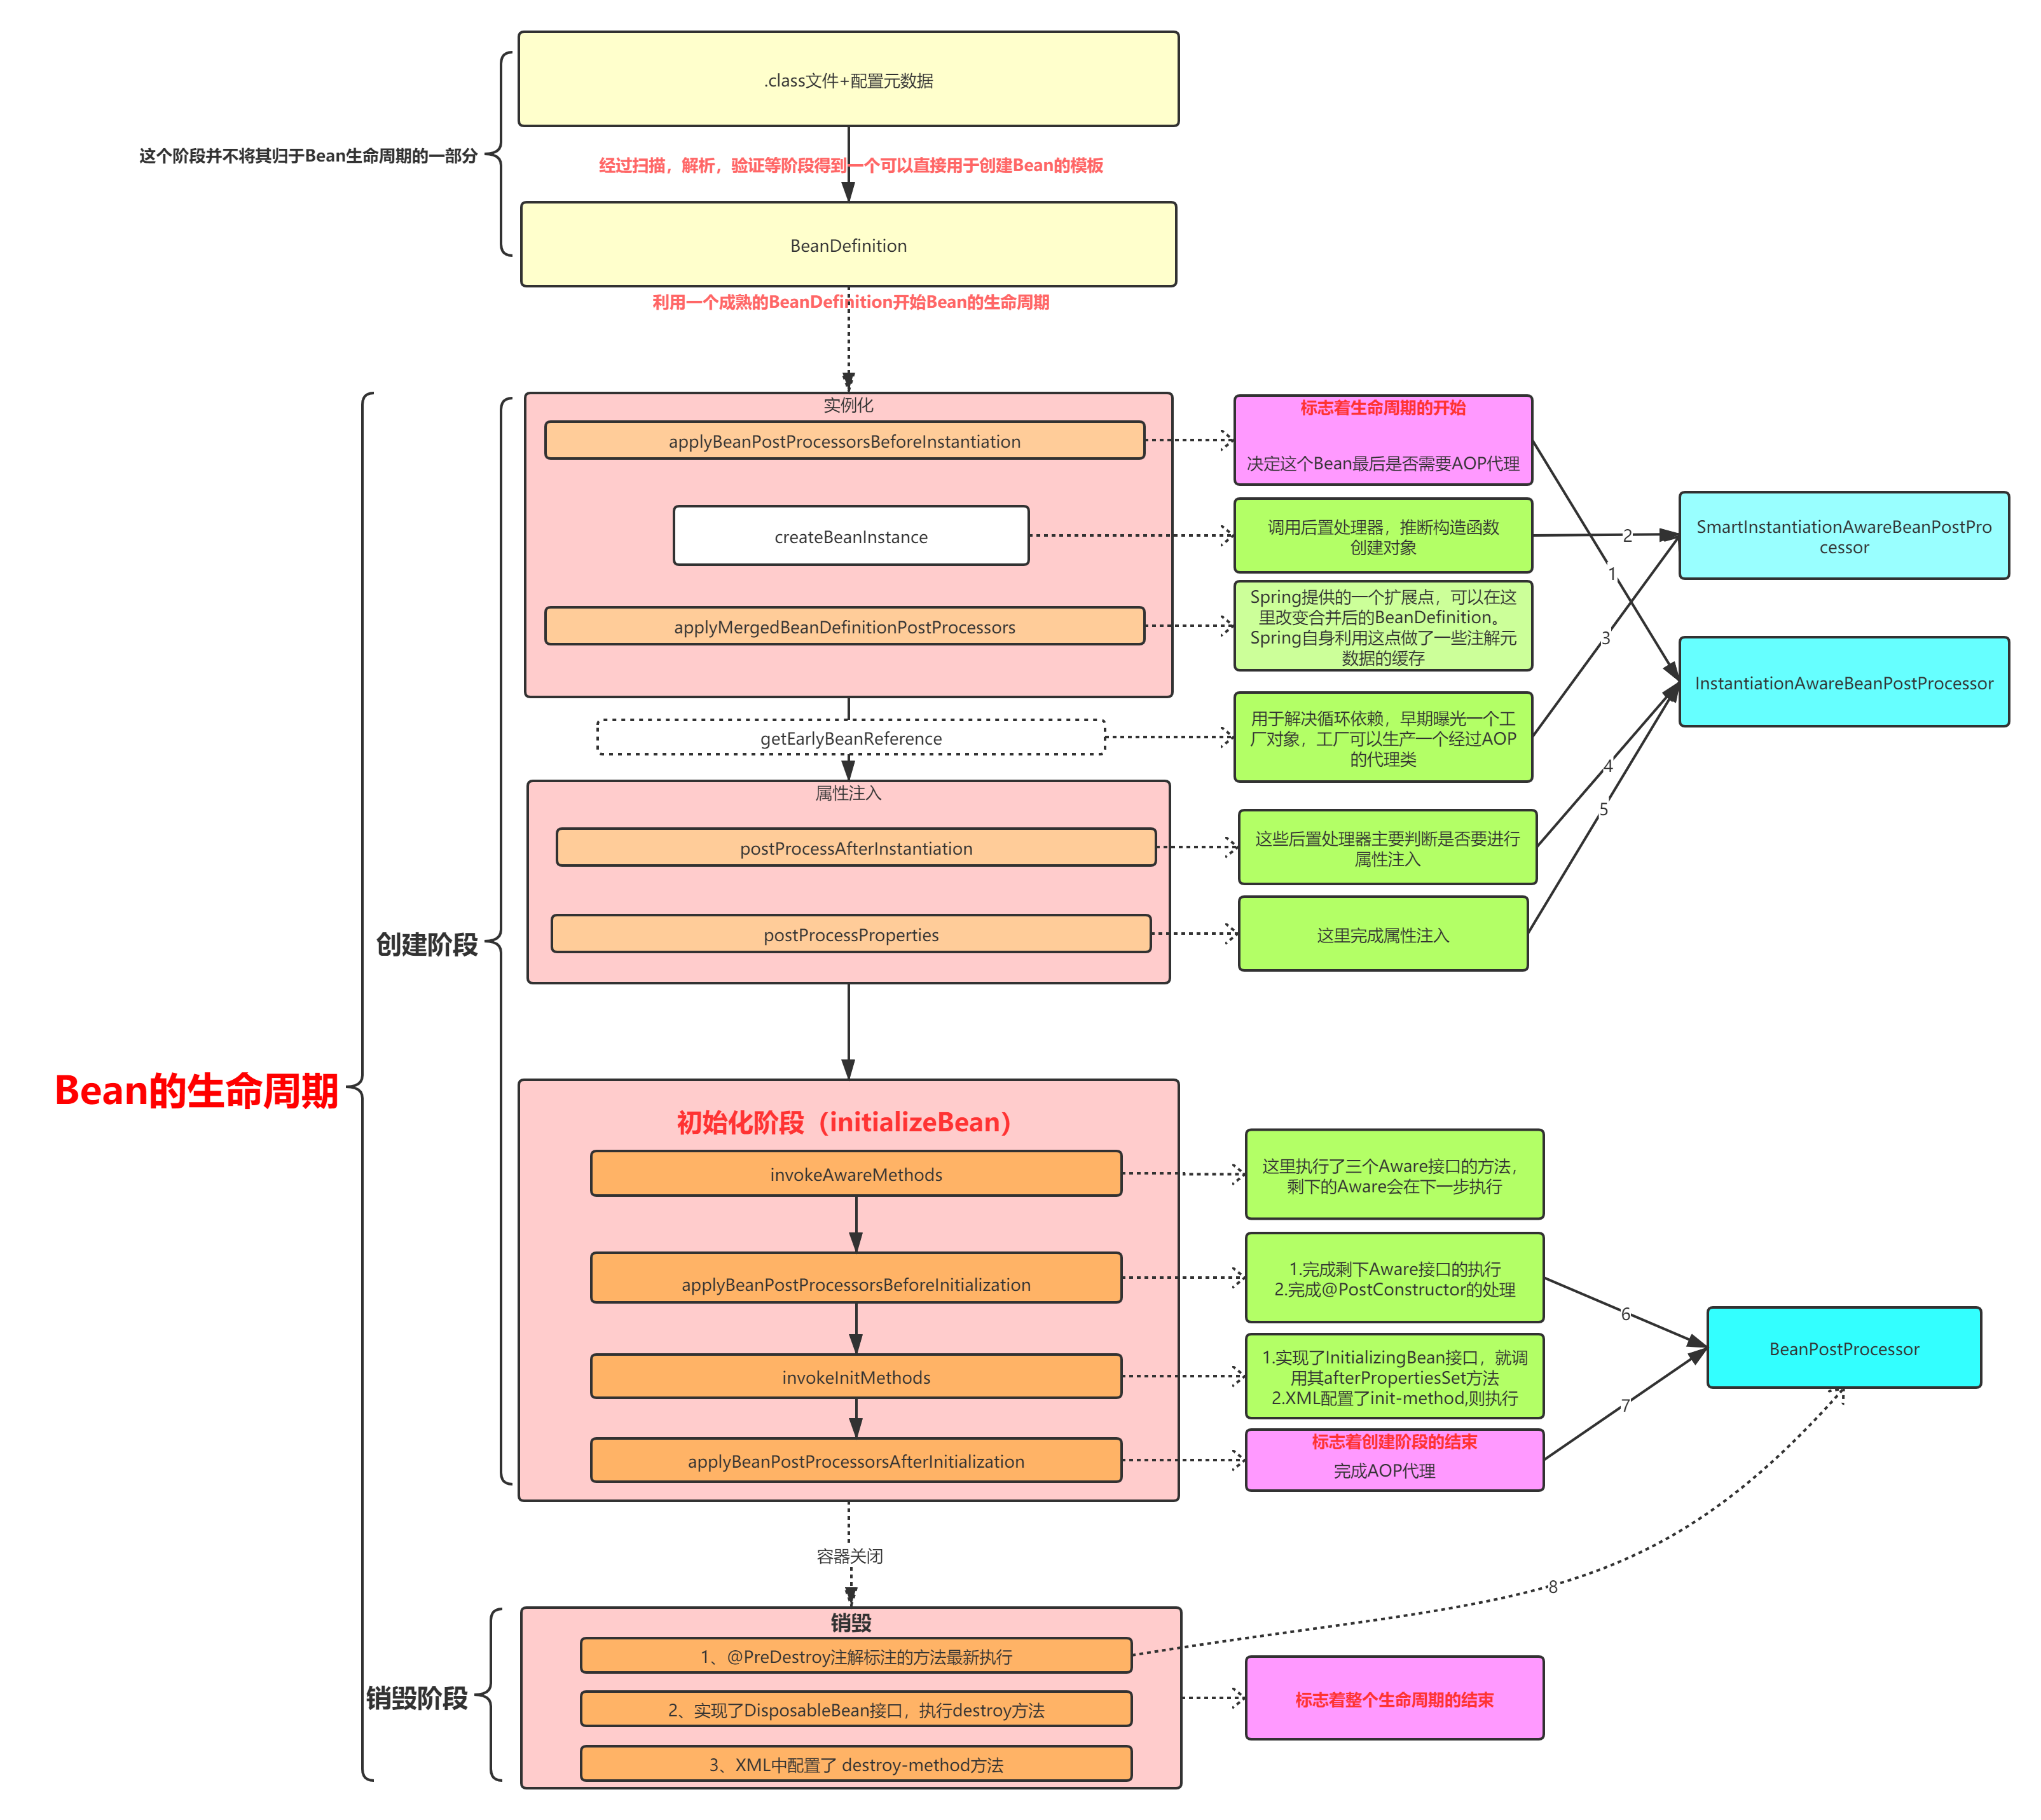 .class文件+配置元数据
这个阶段并不将其归于Bean生命周期的一部分
经过扫描，解析，验证等阶段得到一个可以直接用于创建Bean的模板
BeanDefinition
利用一个成熟的BeanDefinition开始Bean的生命周期
实例化
applyBeanPostProcessorsBeforeInstantiation
标志着生命周期的开始
决定这个Bean最后是否需要AOP代理
createBeanInstance
调用后置处理器，推断构造函数
创建对象
2
SmartInstantiationAwareBeanPostPro
cessor
1
applyMergedBeanDefinitionPostProcessors
Spring提供的一个扩展点，可以在这
里改变合并后的BeanDefinition。
Spring自身利用这点做了一些注解元
数据的缓存
3
InstantiationAwareBeanPostProcessor
getEarlyBeanReference
用于解决循环依赖，早期曝光一个工
厂对象，工厂可以生产一个经过AOP
的代理类
4
5
属性注入
postProcessAfterInstantiation
这些后置处理器主要判断是否要进行
属性注入
postProcessProperties
这里完成属性注入
创建阶段
Bean的生命周期
初始化阶段（initializeBean）
invokeAwareMethods
这里执行了三个Aware接口的方法，
剩下的Aware会在下一步执行
applyBeanPostProcessorsBeforeInitialization
1.完成剩下Aware接口的执行
2.完成@PostConstructor的处理
6
BeanPostProcessor
invokeInitMethods
1.实现了InitializingBean接口，就调
用其afterPropertiesSet方法
2.XML配置了init-method,则执行
7
applyBeanPostProcessorsAfterInitialization
标志着创建阶段的结束
完成AOP代理
容器关闭
8
销毁
1、@PreDestroy注解标注的方法最新执行
2、实现了DisposableBean接口，执行destroy方法
3、XML中配置了 destroy-method方法
销毁阶段
标志着整个生命周期的结束